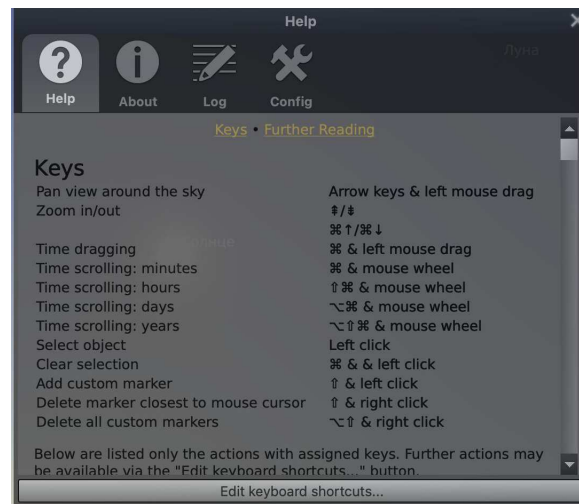 Help
Луна
Help About Log Config
Keys • Further Reading
Keys
Pan view around the sky Arrow keys & left mouse drag
Zoom in/out ⇞/⇟
⌘↑/⌘↓
Time dragging ⌘ & left mouse drag
Time scrolling: minutes ⌘ & mouse wheel
Time scrolling: hours ⇧⌘ & mouse wheel
Time scrolling: days ⌥⌘ & mouse wheel
Time scrolling: years ⌥⇧⌘ & mouse wheel
Select object Left click
Clear selection ⌘ & & left click
Add custom marker ⇧ & left click
Delete marker closest to mouse cursor ⇧ & right click
Delete all custom markers ⌥⇧ & right click
Below are listed only the actions with assigned keys. Further actions may
be available via the "Edit keyboard shortcuts..." button.
Edit keyboard shortcuts...